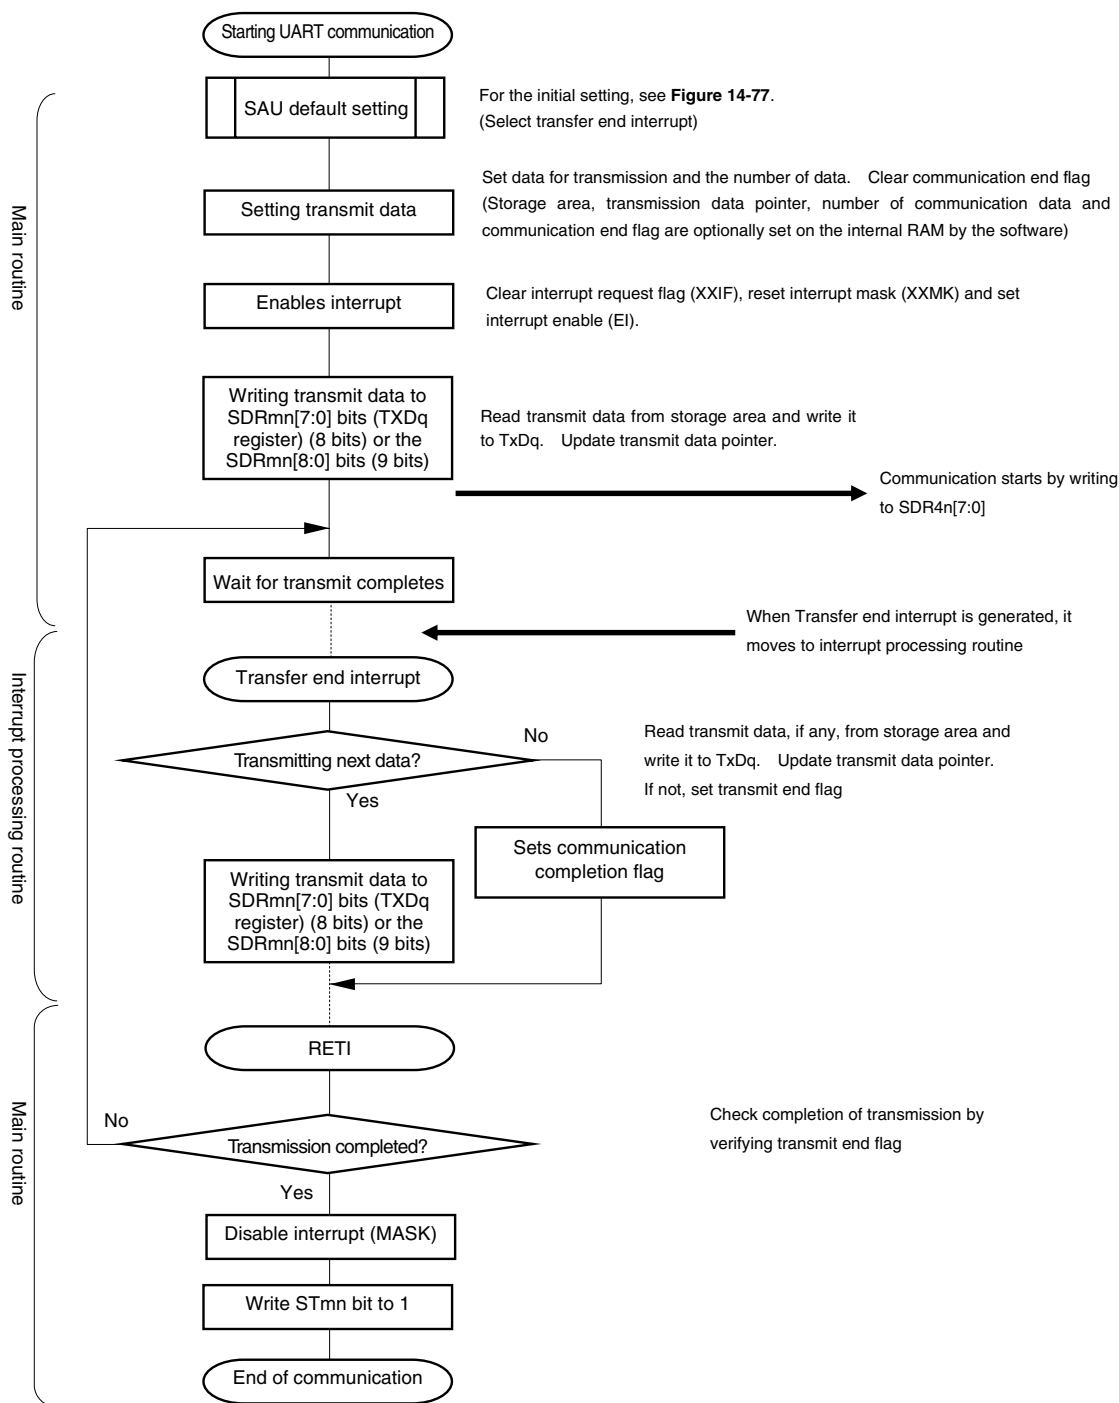 Starting UART communication
SAU default setting
For the initial setting, see Figure 14-77.
(Select transfer end interrupt)
Main routine
Setting transmit data
Set data for transmission and the number of data. Clear communication end flag
(Storage area, transmission data pointer, number of communication data and
communication end flag are optionally set on the internal RAM by the software)
Enables interrupt
Clear interrupt request flag (XXIF), reset interrupt mask (XXMK) and set
interrupt enable (EI).
Writing transmit data to
SDRmn[7:0] bits (TXDq
register) (8 bits) or the
SDRmn[8:0] bits (9 bits)
Read transmit data from storage area and write it
to TxDq. Update transmit data pointer.
Communication starts by writing
to SDR4n[7:0]
Wait for transmit completes
When Transfer end interrupt is generated, it
moves to interrupt processing routine
Interrupt processing routine
Transfer end interrupt
Transmitting next data?
No
Yes
Read transmit data, if any, from storage area and
write it to TxDq. Update transmit data pointer.
If not, set transmit end flag
Sets communication
completion flag
Writing transmit data to
SDRmn[7:0] bits (TXDq
register) (8 bits) or the
SDRmn[8:0] bits (9 bits)
RETI
Main routine
No
Transmission completed?
Check completion of transmission by
verifying transmit end flag
Yes
Disable interrupt (MASK)
Write STmn bit to 1
End of communication